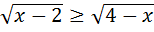 √(x − 2) ≥ √(4 − x)